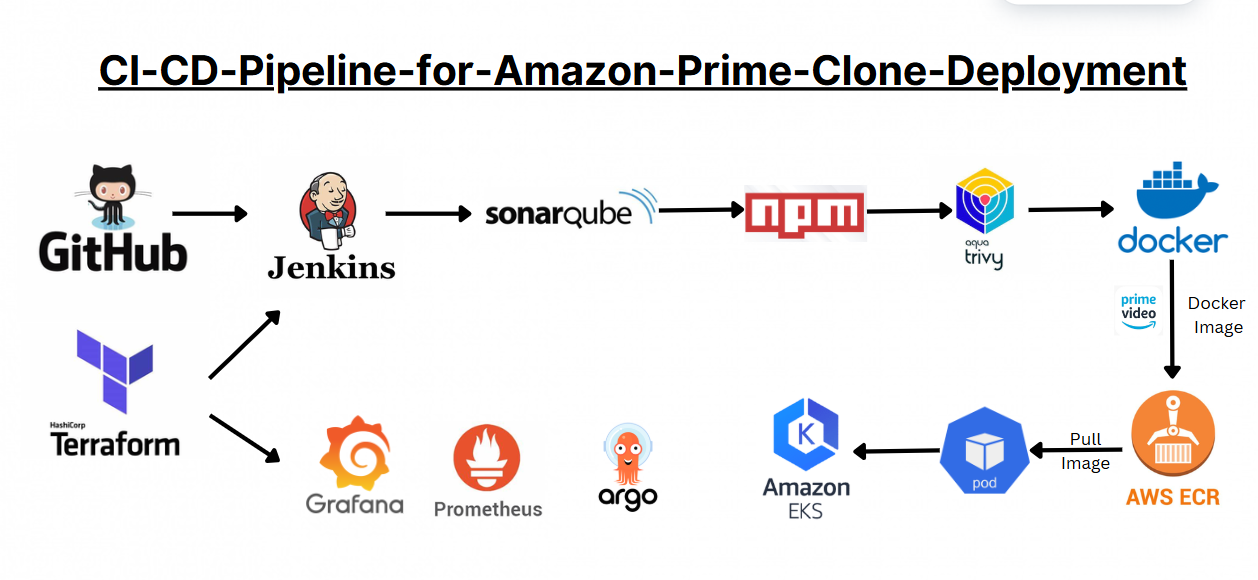 CI-CD-Pipeline-for-Amazon-Prime-Clone-Deployment
GitHub
Jenkins
sonarqube
npm
aqua
trivy
docker
prime
video
Docker
Image
HashiCorp
Terraform
Grafana
Prometheus
argo
K
Amazon
EKS
pod
Pull
Image
AWS ECR